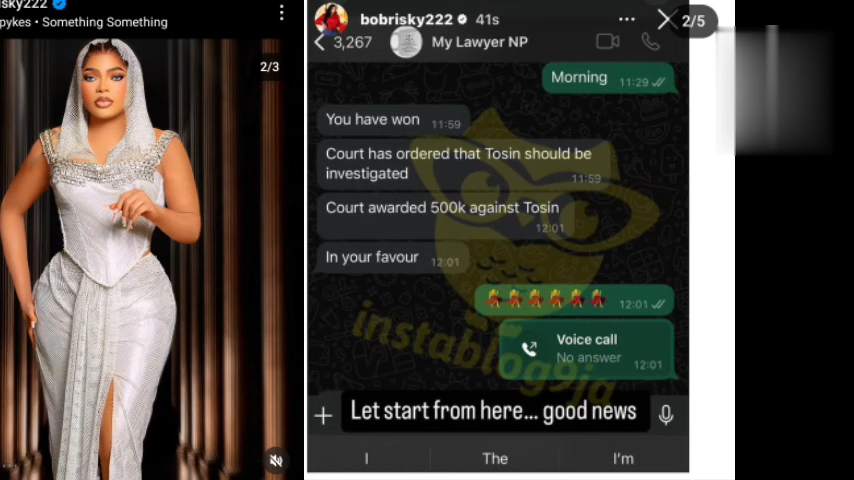 sky222
pykes • Something Something
2/3
bobrisky222 41s
2/5
3,267 My Lawyer NP
Morning 11:29
You have won 11:59
Court has ordered that Tosin should be
investigated 11:59
Court awarded 500k against Tosin
12:01
In your favour 12:01
12:01
Voice call
No answer 12:01
instablog9ja
Let start from here... good news
I The I'm